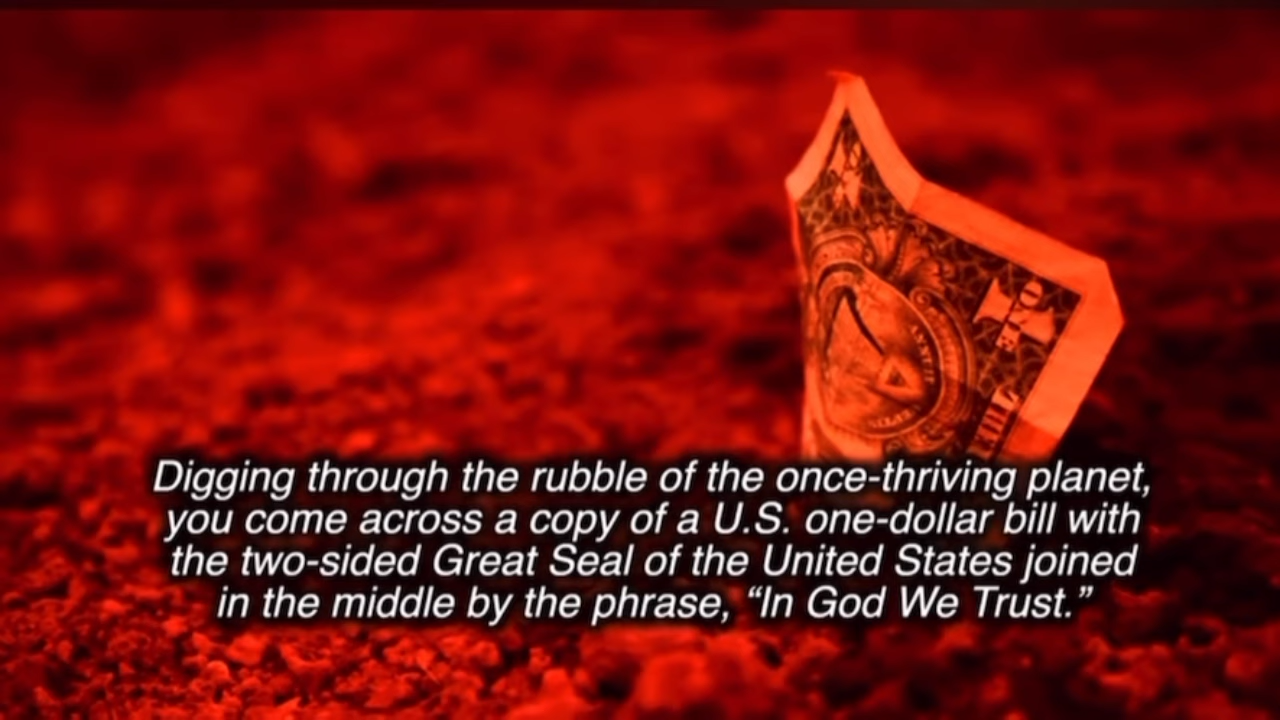 Digging through the rubble of the once-thriving planet,
you come across a copy of a U.S. one-dollar bill with
the two-sided Great Seal of the United States joined
in the middle by the phrase, “In God We Trust.”
ONE